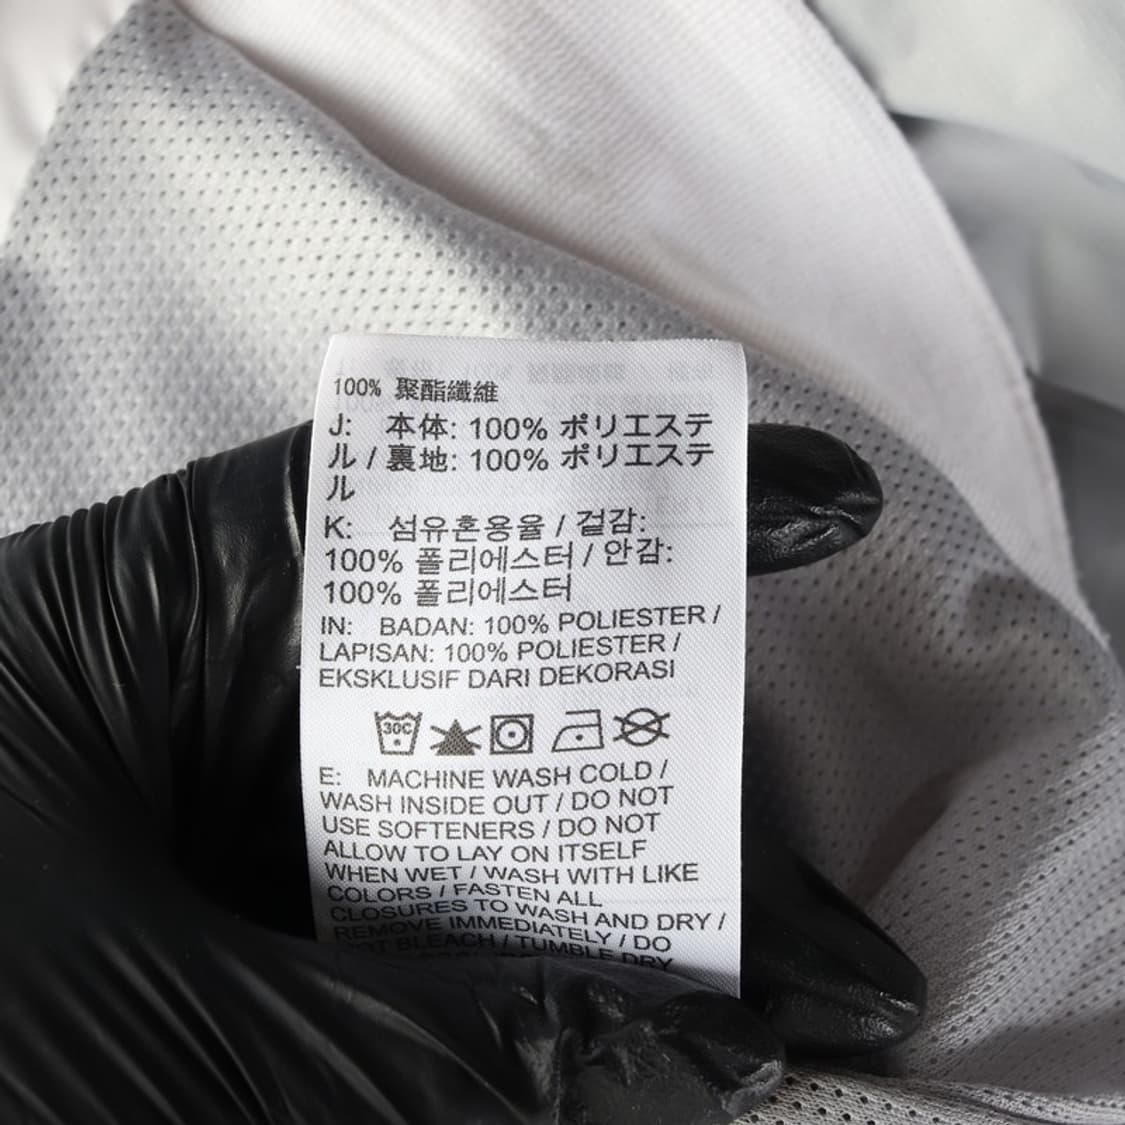 100% 聚酯纖維
J: 本体: 100% ポリエステ
ル / 裏地: 100% ポリエステ
ル
K: 섬유혼용율 / 겉감:
100% 폴리에스터 / 안감:
100% 폴리에스터
IN: BADAN: 100% POLIESTER /
LAPISAN: 100% POLIESTER /
EKSKLUSIF DARI DEKORASI
30C
E: MACHINE WASH COLD /
WASH INSIDE OUT / DO NOT
USE SOFTENERS / DO NOT
ALLOW TO LAY ON ITSELF
WHEN WET / WASH WITH LIKE
COLORS / FASTEN ALL
CLOSURES TO WASH AND DRY /
REMOVE IMMEDIATELY / DO
NOT BLEACH / TUMBLE DRY